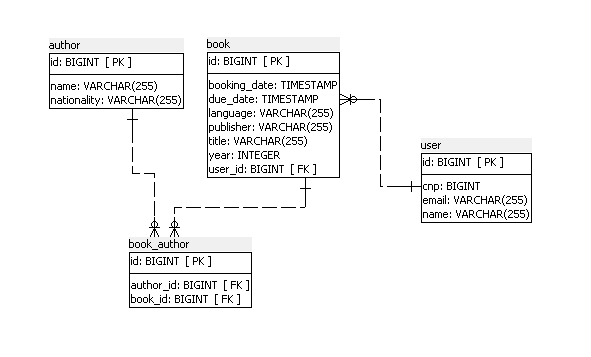 author
id: BIGINT  [ PK ]
name: VARCHAR(255)
nationality: VARCHAR(255)
book
id: BIGINT  [ PK ]
booking_date: TIMESTAMP
due_date: TIMESTAMP
language: VARCHAR(255)
publisher: VARCHAR(255)
title: VARCHAR(255)
year: INTEGER
user_id: BIGINT  [ FK ]
user
id: BIGINT  [ PK ]
cnp: BIGINT
email: VARCHAR(255)
name: VARCHAR(255)
book_author
id: BIGINT  [ PK ]
author_id: BIGINT  [ FK ]
book_id: BIGINT  [ FK ]